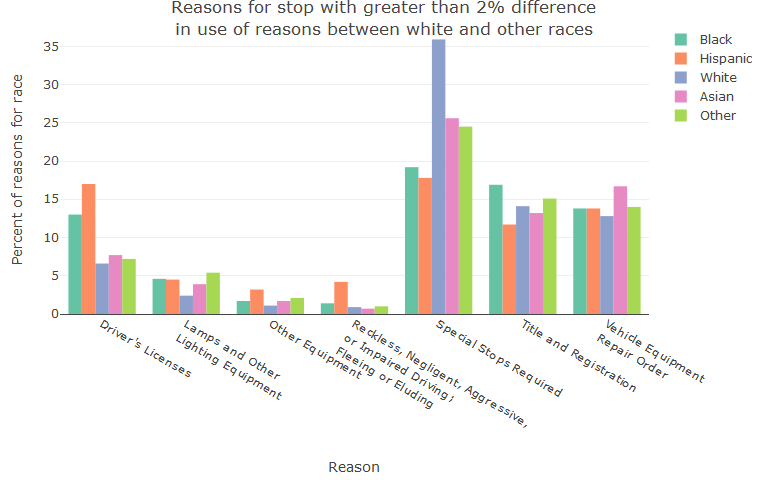 Reasons for stop with greater than 2% difference
in use of reasons between white and other races
Percent of reasons for race
35
30
25
20
15
10
5
0
Black
Hispanic
White
Asian
Other
Driver's Licenses
Lamps and Other
Lighting Equipment
Other Equipment
Reckless, Negligent, Aggressive,
or Impaired Driving;
Fleeing or Eluding
Special Stops Required
Title and Registration
Vehicle Equipment
Repair Order
Reason